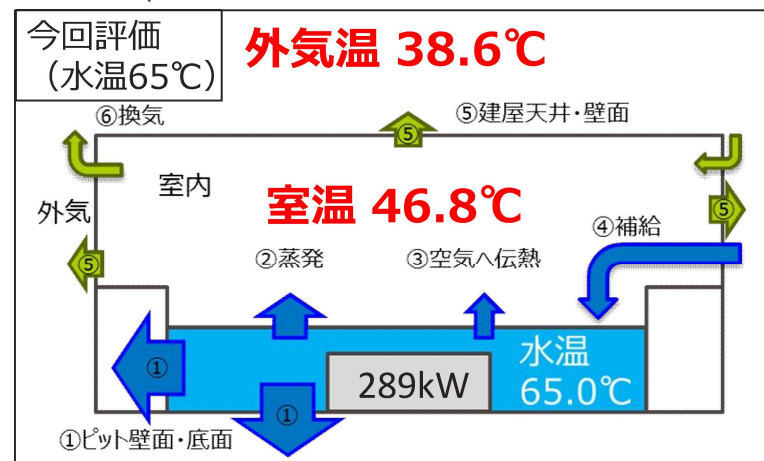 今回評価
（水温65℃）
外気温 38.6℃
⑥換気
⑤建屋天井・壁面
⑤
室内
室温 46.8℃
外気
⑤
④補給
⑤
②蒸発
③空気へ伝熱
水温
65.0℃
①
289kW
①
①ピット壁面・底面